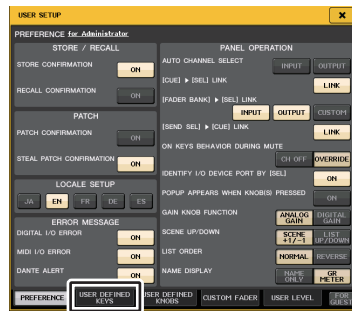 USER SETUP
PREFERENCE for Administrator
STORE / RECALL
STORE CONFIRMATION
ON
RECALL CONFIRMATION
ON
PATCH
PATCH CONFIRMATION
ON
STEAL PATCH CONFIRMATION
ON
LOCALE SETUP
JA EN FR DE ES
ERROR MESSAGE
DIGITAL I/O ERROR
ON
MIDI I/O ERROR
ON
DANTE ALERT
ON
PANEL OPERATION
AUTO CHANNEL SELECT
INPUT OUTPUT
[CUE] ▶ [SEL] LINK
LINK
[FADER BANK] ▶ [SEL] LINK
INPUT OUTPUT CUSTOM
[SEND SEL] ▶ [CUE] LINK
LINK
ON KEYS BEHAVIOR DURING MUTE
CH OFF OVERRIDE
IDENTIFY I/O DEVICE PORT BY [SEL]
ON
POPUP APPEARS WHEN KNOB(S) PRESSED
ON
GAIN KNOB FUNCTION
ANALOG GAIN DIGITAL GAIN
SCENE UP/DOWN
SCENE +1/-1 LIST UP/DOWN
LIST ORDER
NORMAL REVERSE
NAME DISPLAY
NAME ONLY GR METER
PREFERENCE USER DEFINED KEYS USER DEFINED KNOBS CUSTOM FADER USER LEVEL FOR GUEST